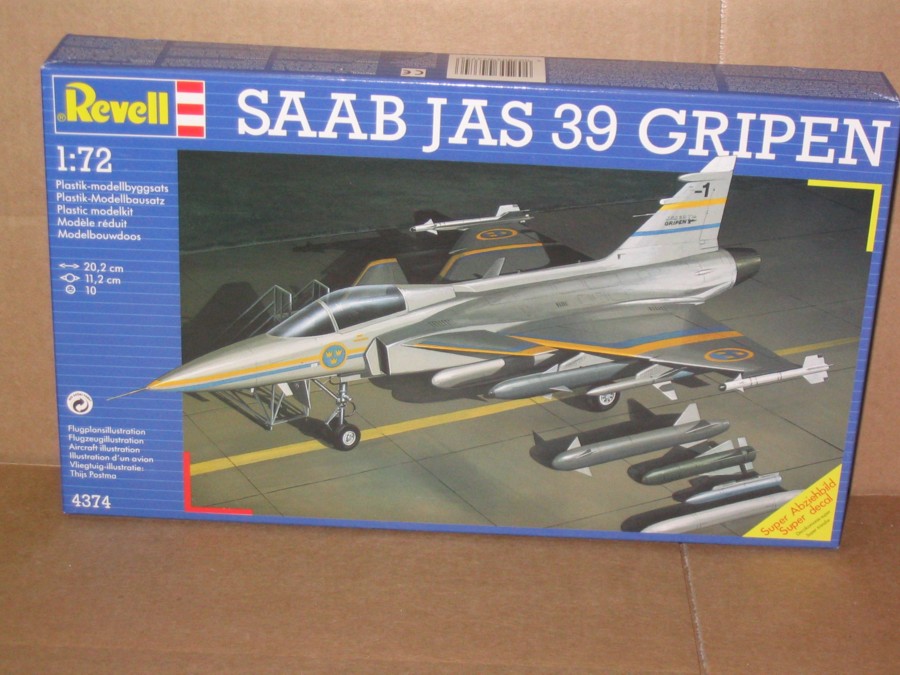 Revell
®
SAAB JAS 39 GRIPEN
1:72
Plastik-modellbyggsats
Plastik-Modellbausatz
Plastic modelkit
Modèle réduit
Modelbouwdoos
20,2 cm
11,2 cm
10
-1
GRIPEN
Flugplansillustration
Flugzeugillustration
Aircraft illustration
Illustration d'un avion
Vliegtuig-illustratie:
Thijs Postma
4374
Super Abziehbild
Super decal
CE